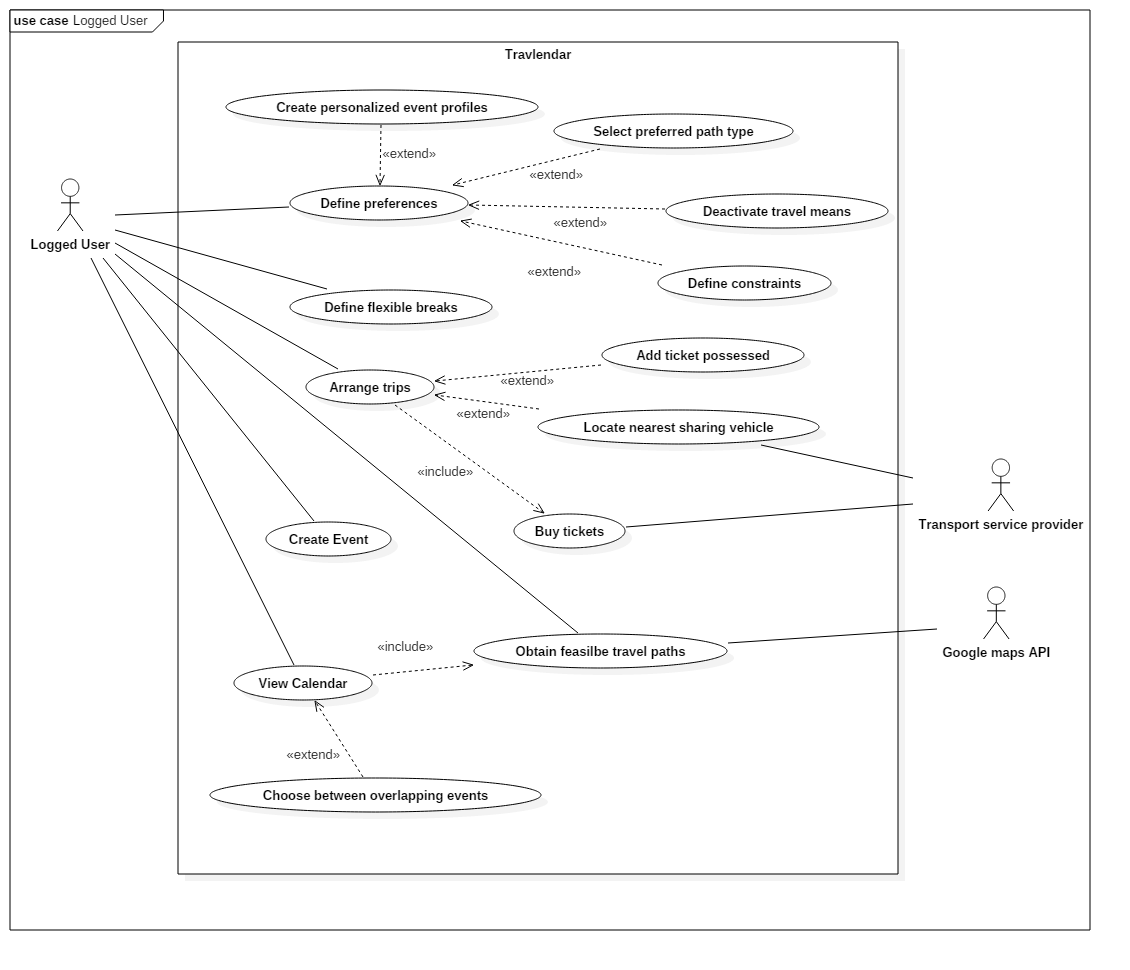 use case Logged User
Travlendar
Create personalized event profiles
Select preferred path type
«extend»
«extend»
Define preferences
Deactivate travel means
«extend»
Logged User
«extend»
Define constraints
Define flexible breaks
Add ticket possessed
«extend»
Arrange trips
«extend»
Locate nearest sharing vehicle
«include»
Transport service provider
Buy tickets
Create Event
«include»
Obtain feasilbe travel paths
Google maps API
View Calendar
«extend»
Choose between overlapping events